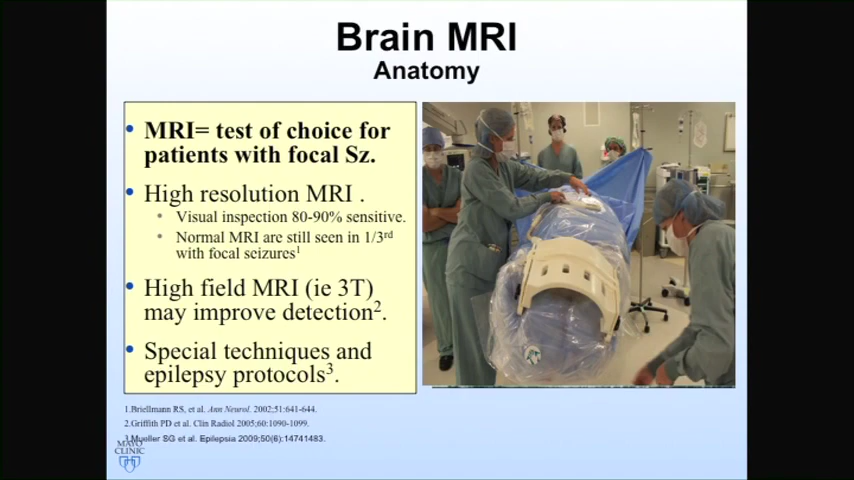 Brain MRI
Anatomy
• MRI= test of choice for
patients with focal Sz.
• High resolution MRI .
• Visual inspection 80-90% sensitive.
• Normal MRI are still seen in 1/3rd
with focal seizures1
• High field MRI (ie 3T)
may improve detection2.
• Special techniques and
epilepsy protocols3.
1.Briellmann RS, et al. Ann Neurol. 2002;51:641-644.
2.Griffith PD et al. Clin Radiol 2005;60:1090-1099.
3.Mueller SG et al. Epilepsia 2009;50(6):14741483.
MAYO
CLINIC